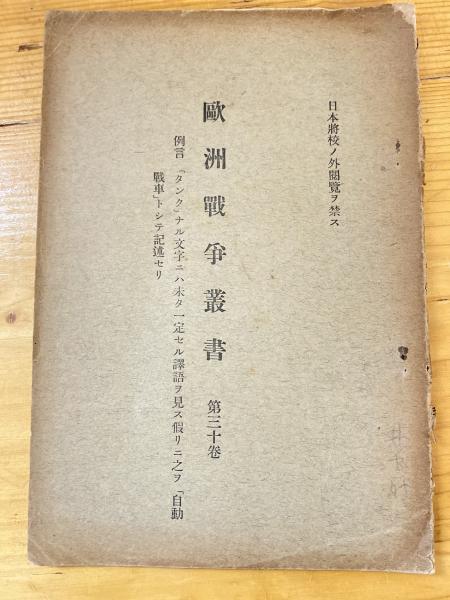 日本將校ノ外閲覽ヲ禁ス
歐洲戰爭叢書 第三十卷
例言 「タンク」ナル文字ニハ未タ一定セル譯語ヲ見ス假リニ之ヲ「自動
戰車」トシテ記述セリ